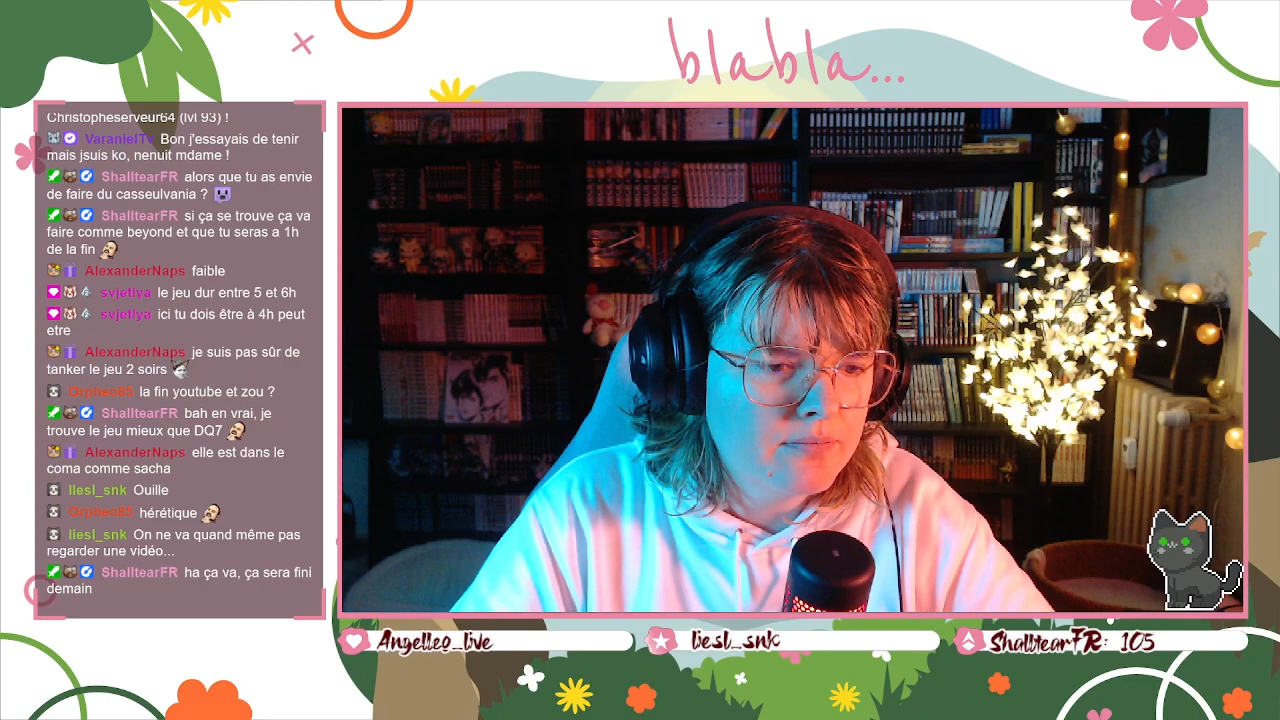 blabla...
Christopheserveur64 (lvl 93) !
VaranielTv Bon j'essayais de tenir
mais jsuis ko, nenuit mdame !
ShalltearFR alors que tu as envie
de faire du casseulvania ?
ShalltearFR si ça se trouve ça va
faire comme beyond et que tu seras a 1h
de la fin
AlexanderNaps faible
svjetlya le jeu dur entre 5 et 6h
svjetlya ici tu dois être à 4h peut
etre
AlexanderNaps je suis pas sûr de
tanker le jeu 2 soirs
Orphen85 la fin youtube et zou ?
ShalltearFR bah en vrai, je
trouve le jeu mieux que DQ7
AlexanderNaps elle est dans le
coma comme sacha
liesl_snk Ouille
Orphen85 hérétique
liesl_snk On ne va quand même pas
regarder une vidéo...
ShalltearFR ha ça va, ça sera fini
demain
Angelleo_live
liesl_snk
ShalltearFR: 105